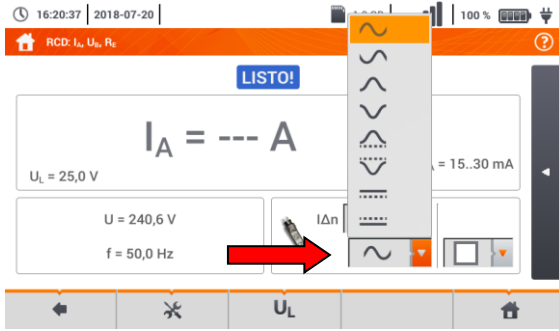 16:20:37 2018-07-20 100 %
RCD: IA, UB, RE
LISTO!
IA = --- A
= 15..30 mA
UL = 25,0 V
U = 240,6 V
IΔn
f = 50,0 Hz
UL